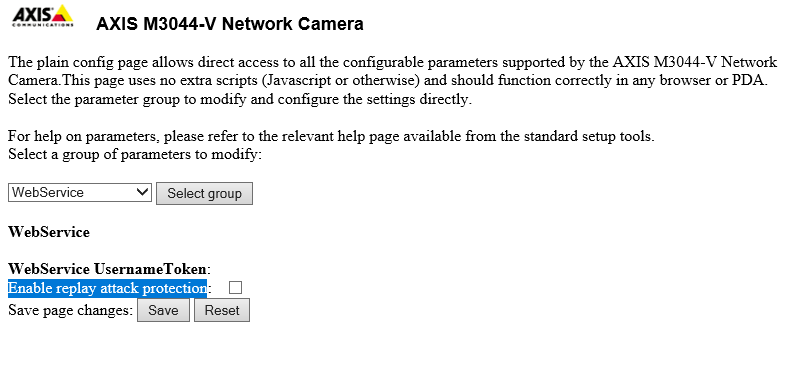 AXIS
COMMUNICATIONS
AXIS M3044-V Network Camera
The plain config page allows direct access to all the configurable parameters supported by the AXIS M3044-V Network
Camera.This page uses no extra scripts (Javascript or otherwise) and should function correctly in any browser or PDA.
Select the parameter group to modify and configure the settings directly.
For help on parameters, please refer to the relevant help page available from the standard setup tools.
Select a group of parameters to modify:
WebService Select group
WebService
WebService UsernameToken:
Enable replay attack protection:
Save page changes: Save Reset